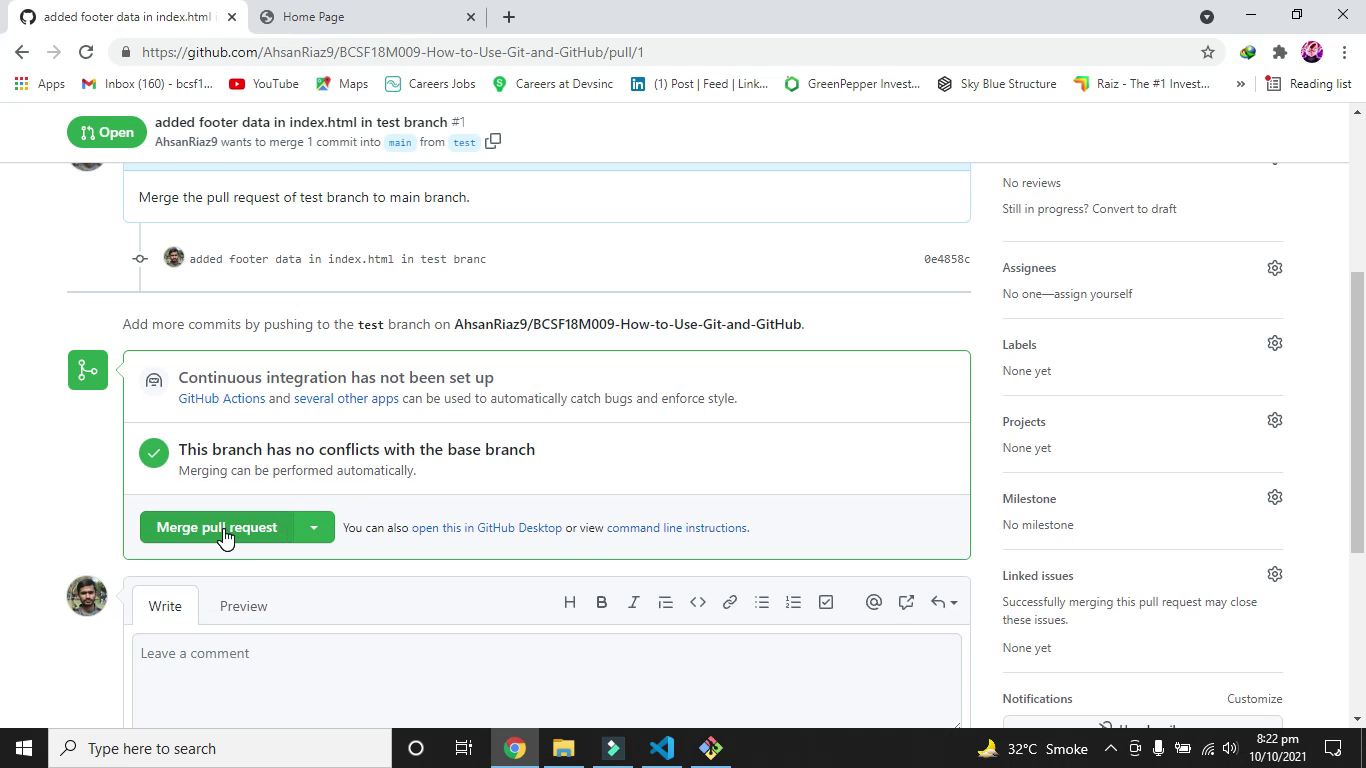 added footer data in index.html i
Home Page
https://github.com/AhsanRiaz9/BCSF18M009-How-to-Use-Git-and-GitHub/pull/1
Apps
Inbox (160) - bcsf1...
YouTube
Maps
Careers Jobs
Careers at Devsinc
(1) Post | Feed | Link...
GreenPepper Invest...
Sky Blue Structure
Raiz - The #1 Invest...
»
Reading list
Open
added footer data in index.html in test branch #1
AhsanRiaz9 wants to merge 1 commit into main from test
Merge the pull request of test branch to main branch.
added footer data in index.html in test branc
0e4858c
Add more commits by pushing to the test branch on AhsanRiaz9/BCSF18M009-How-to-Use-Git-and-GitHub.
Continuous integration has not been set up
GitHub Actions and several other apps can be used to automatically catch bugs and enforce style.
This branch has no conflicts with the base branch
Merging can be performed automatically.
Merge pull request
You can also open this in GitHub Desktop or view command line instructions.
Write
Preview
Leave a comment
No reviews
Still in progress? Convert to draft
Assignees
No one—assign yourself
Labels
None yet
Projects
None yet
Milestone
No milestone
Linked issues
Successfully merging this pull request may close
these issues.
None yet
Notifications
Customize
Type here to search
32°C Smoke
8:22 pm
10/10/2021